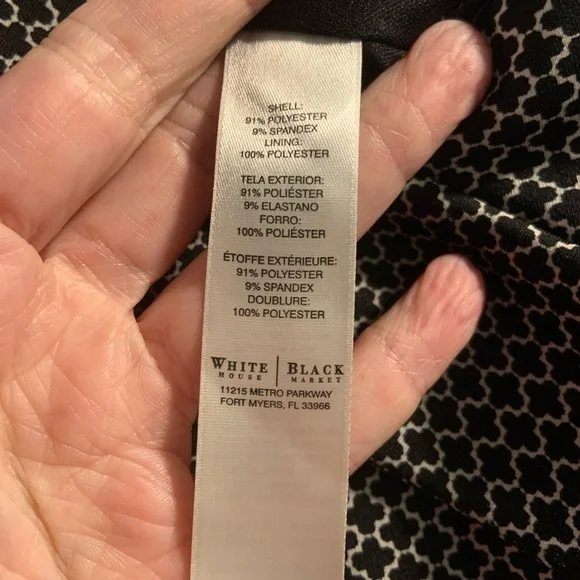 SHELL:
91% POLYESTER
9% SPANDEX
LINING:
100% POLYESTER
TELA EXTERIOR:
91% POLIÉSTER
9% ELASTANO
FORRO:
100% POLIÉSTER
ÉTOFFE EXTÉRIEURE:
91% POLYESTER
9% SPANDEX
DOUBLURE:
100% POLYESTER
WHITE | BLACK
HOUSE MARKET
11215 METRO PARKWAY
FORT MYERS, FL 33966